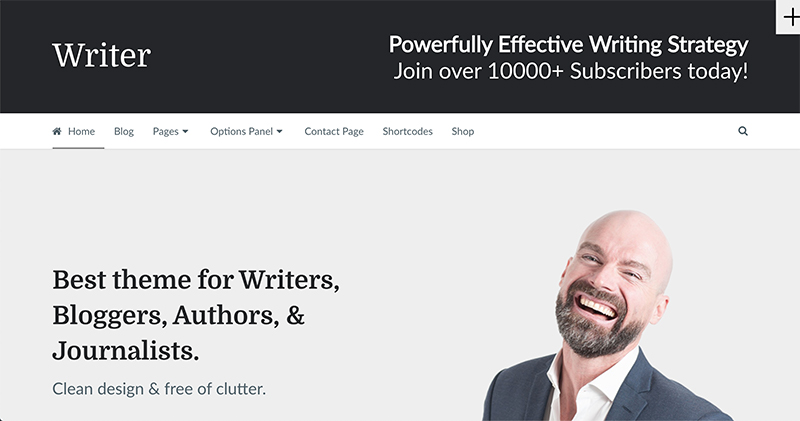 Writer
Powerfully Effective Writing Strategy
Join over 10000+ Subscribers today!
Home Blog Pages Options Panel Contact Page Shortcodes Shop
Best theme for Writers,
Bloggers, Authors, &
Journalists.
Clean design & free of clutter.